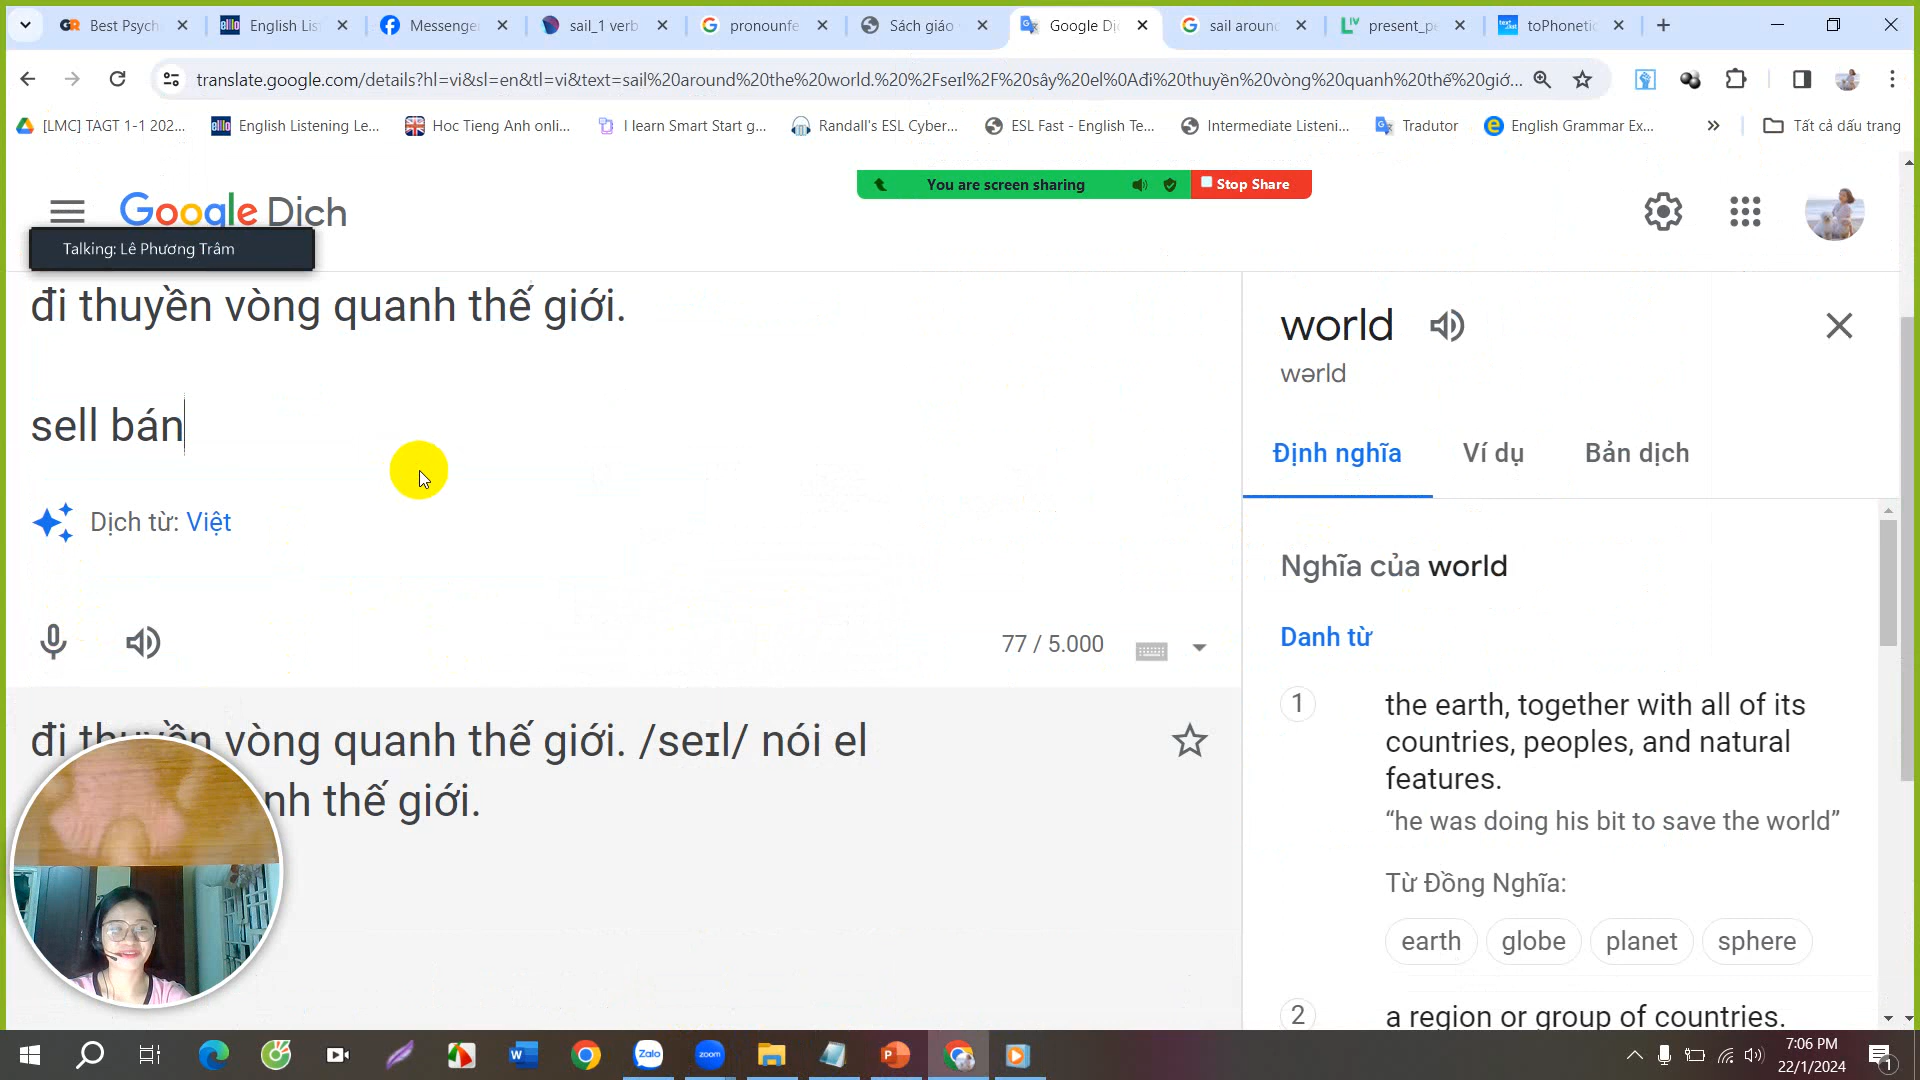 Best Psych
English Lis
Messenger
sail_1 verb
pronounfe
Sách giáo
Google Dị
sail aroun
present_pe
toPhonetic
translate.google.com/details?hl=vi&sl=en&tl=vi&text=sail%20around%20the%20world.%20%2Fseɪl%2F%20sây%20el%0Ađi%20thuyền%20vòng%20quanh%20thế%20giớ...
[LMC] TAGT 1-1 202...
English Listening Le...
Hoc Tieng Anh onli...
I learn Smart Start g...
Randall's ESL Cyber...
ESL Fast - English Te...
Intermediate Listeni...
Tradutor
English Grammar Ex...
Tất cả dấu trang
You are screen sharing
Stop Share
Google Dịch
Talking: Lê Phương Trâm
đi thuyền vòng quanh thế giới.
sell bán
Dịch từ: Việt
77 / 5.000
đi thuyền vòng quanh thế giới. /seɪl/ nói el
nh thế giới.
world
wərld
Định nghĩa
Ví dụ
Bản dịch
Nghĩa của world
Danh từ
1
the earth, together with all of its
countries, peoples, and natural
features.
“he was doing his bit to save the world”
Từ Đồng Nghĩa:
earth
globe
planet
sphere
2
a region or group of countries.
Zalo
zoom
7:06 PM
22/1/2024
1